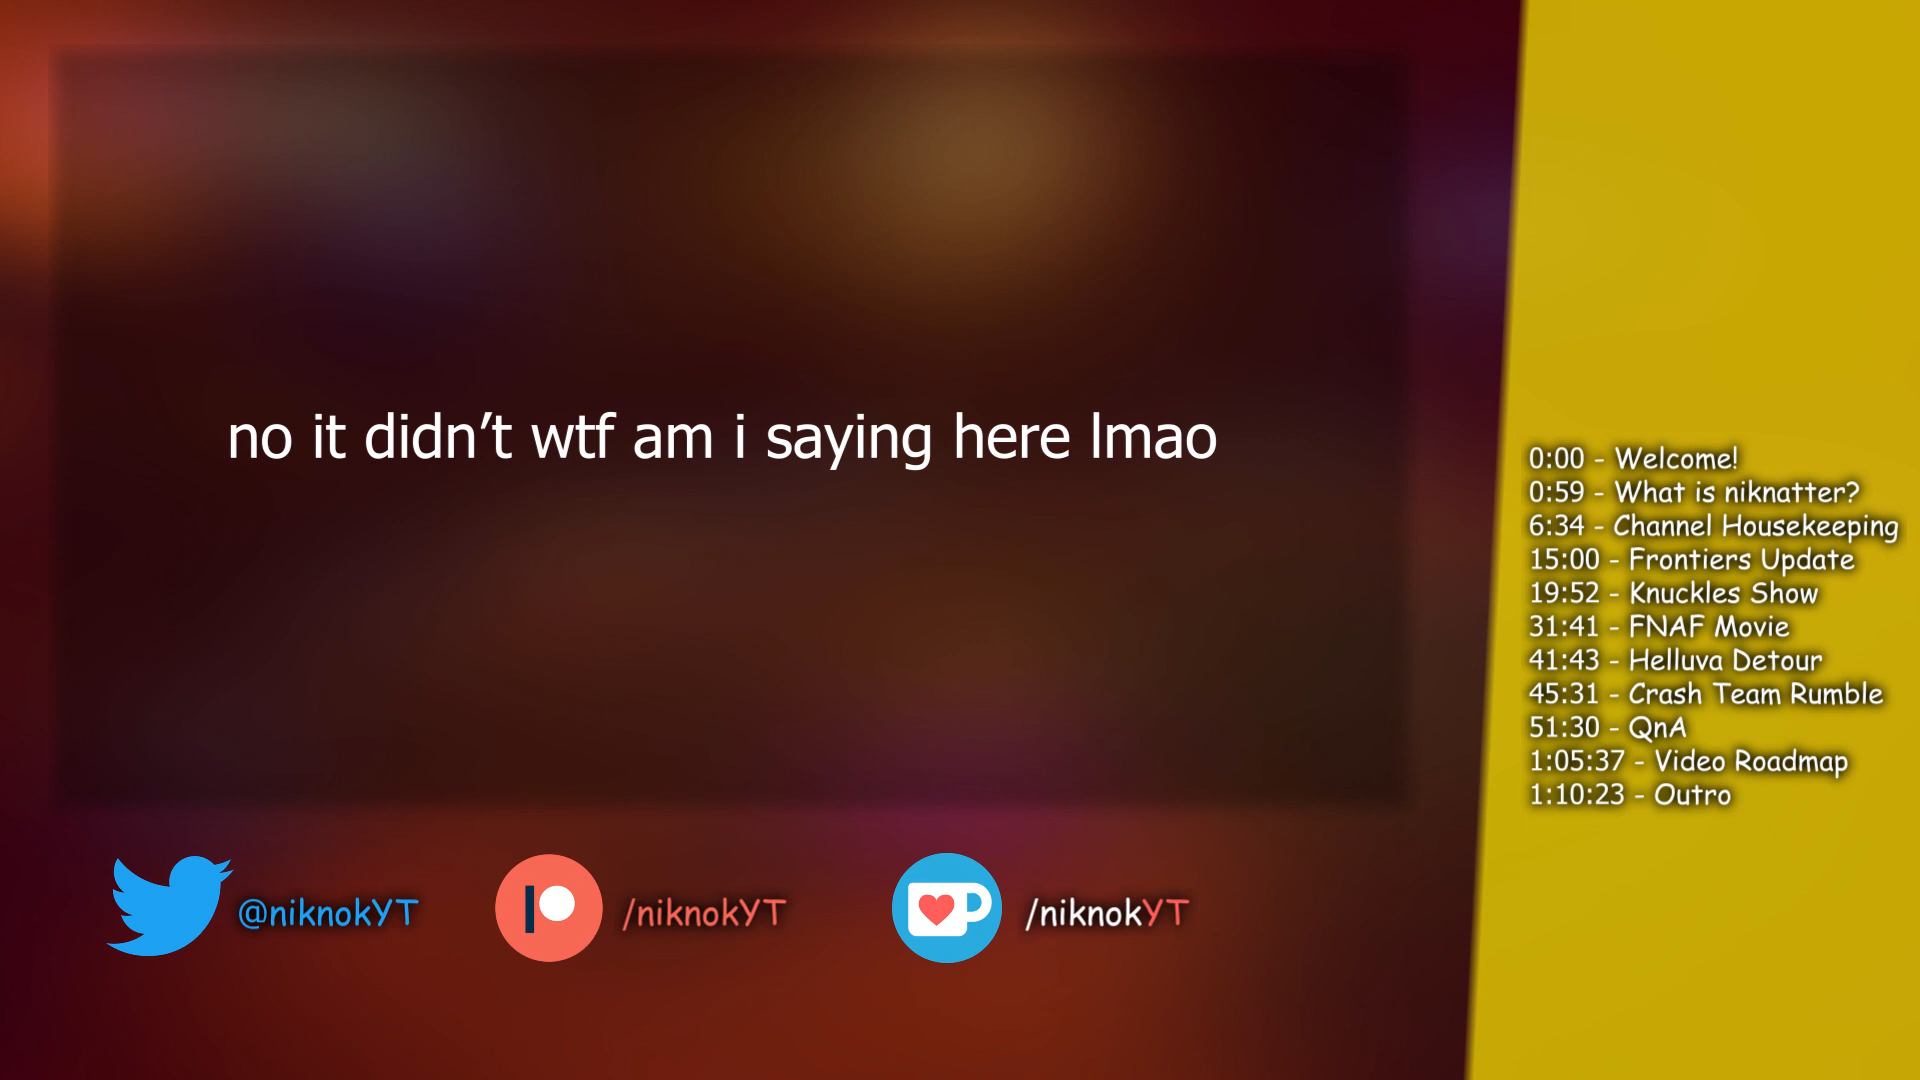 no it didn’t wtf am i saying here lmao
0:00 - Welcome!
0:59 - What is niknatter?
6:34 - Channel Housekeeping
15:00 - Frontiers Update
19:52 - Knuckles Show
31:41 - FNAF Movie
41:43 - Helluva Detour
45:31 - Crash Team Rumble
51:30 - QnA
1:05:37 - Video Roadmap
1:10:23 - Outro
@niknokYT
/niknokYT
/niknokYT